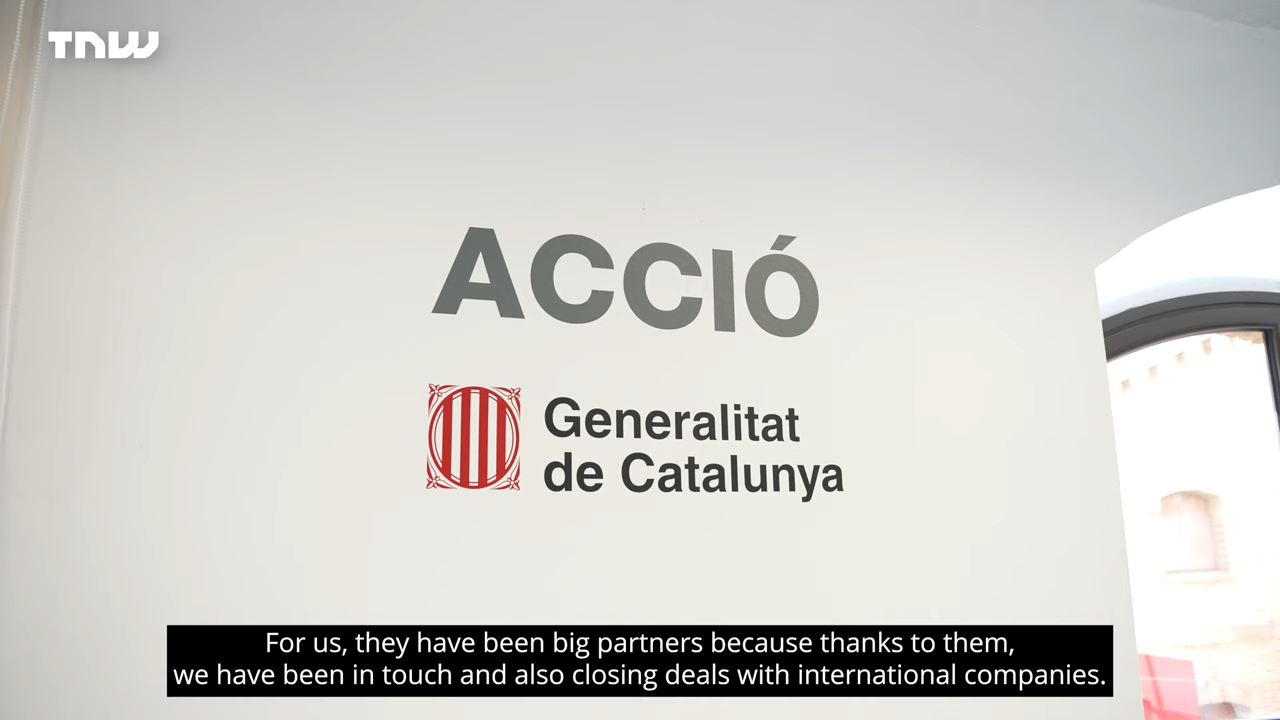 TNW
ACCIÓ
Generalitat
de Catalunya
For us, they have been big partners because thanks to them,
we have been in touch and also closing deals with international companies.